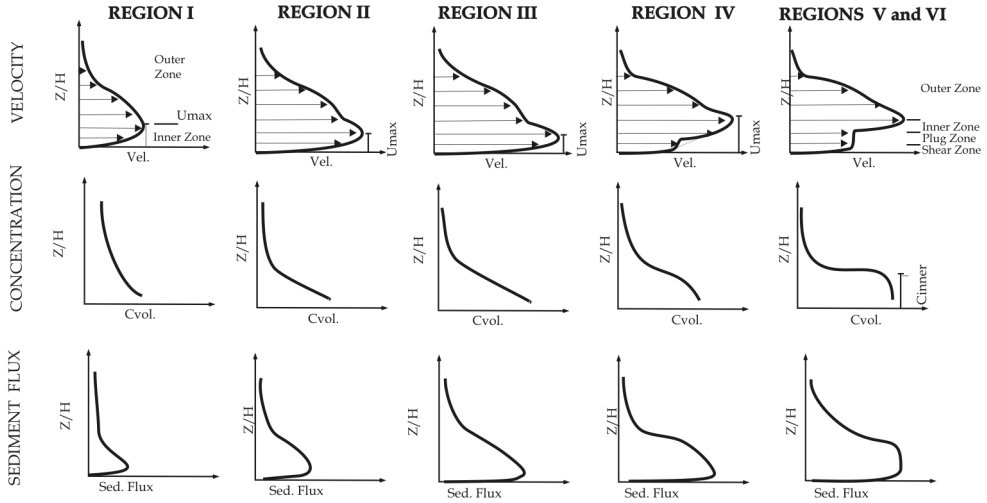 REGION I
REGION II
REGION III
REGION IV
REGIONS V and VI
VELOCITY
Z/H
Outer
Zone
Umax
Inner Zone
Vel.
Z/H
Umax
Vel.
Z/H
Umax
Vel.
Z/H
Umax
Vel.
Z/H
Outer Zone
Inner Zone
Plug Zone
Shear Zone
Vel.
CONCENTRATION
Z/H
Cvol.
Z/H
Cvol.
Z/H
Cvol.
Z/H
Cvol.
Z/H
Cinner
Cvol.
SEDIMENT FLUX
Z/H
Sed. Flux
Z/H
Sed. Flux
Z/H
Sed. Flux
Z/H
Sed. Flux
Z/H
Sed. Flux